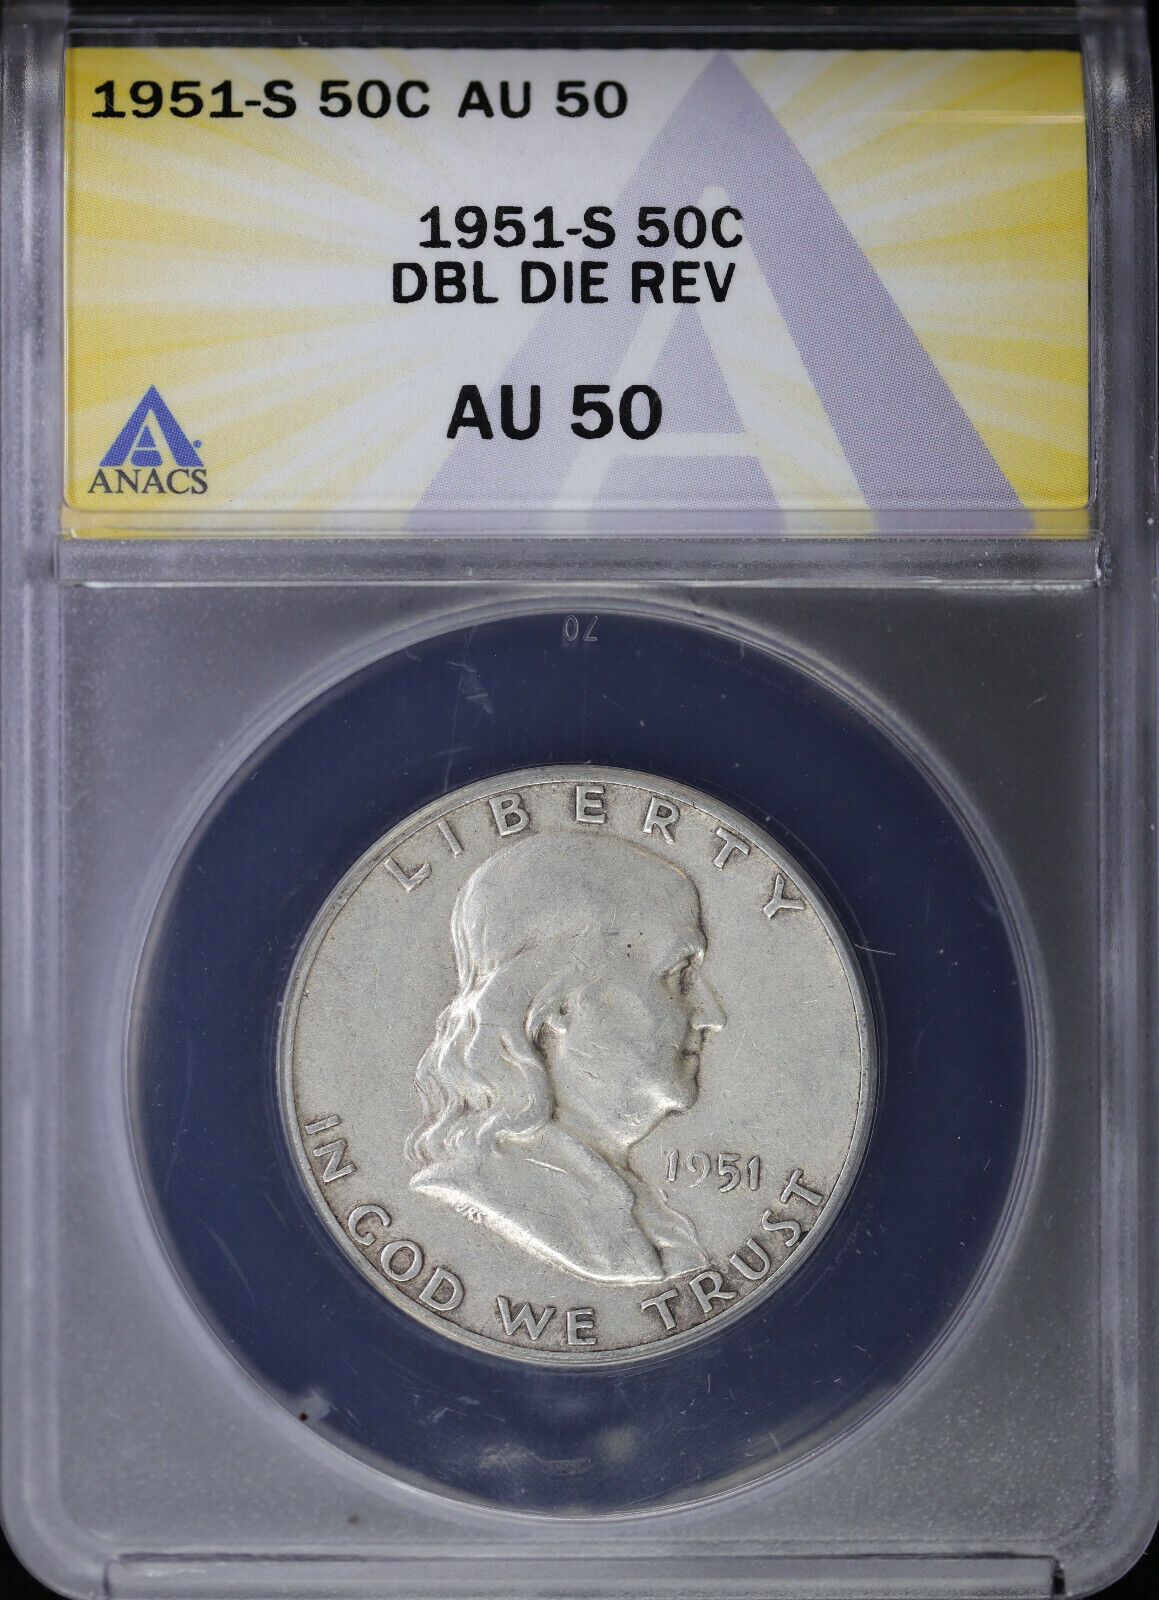 1951-S 50C AU 50
1951-S 50C
DBL DIE REV
AU 50
ANACS
70
LIBERTY
1951
JRS
IN GOD WE TRUST